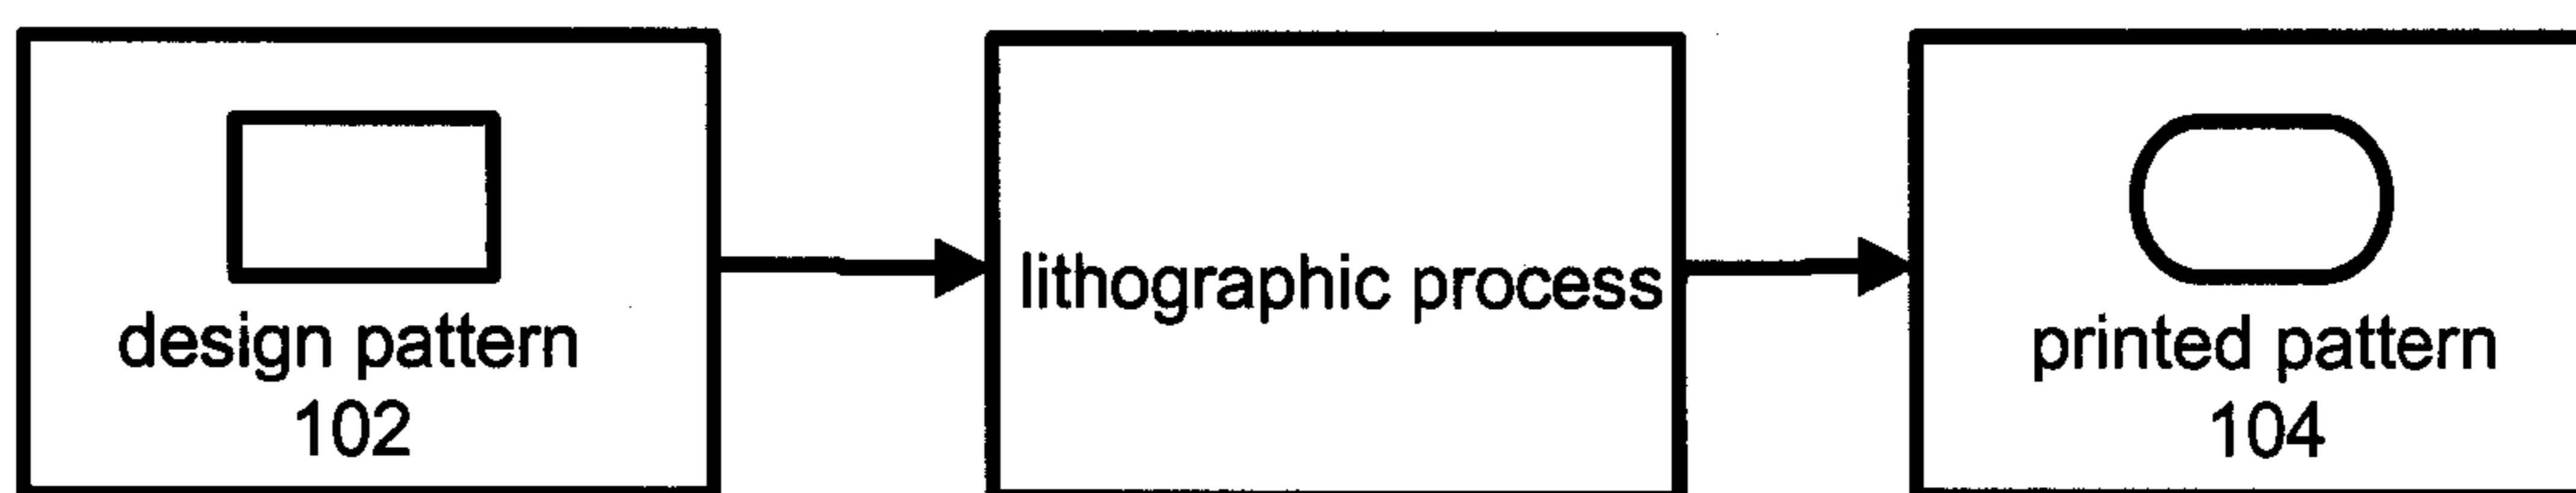 design pattern
102
lithographic process
printed pattern
104